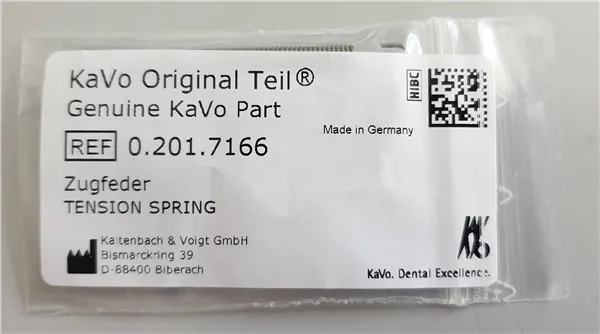 KaVo Original Teil®
Genuine KaVo Part
HIBC
REF 0.201.7166
Made in Germany
Zugfeder
TENSION SPRING
Kaltenbach & Voigt GmbH
Bismarckring 39
D-88400 Biberach
KaVo
KaVo. Dental Excellence.